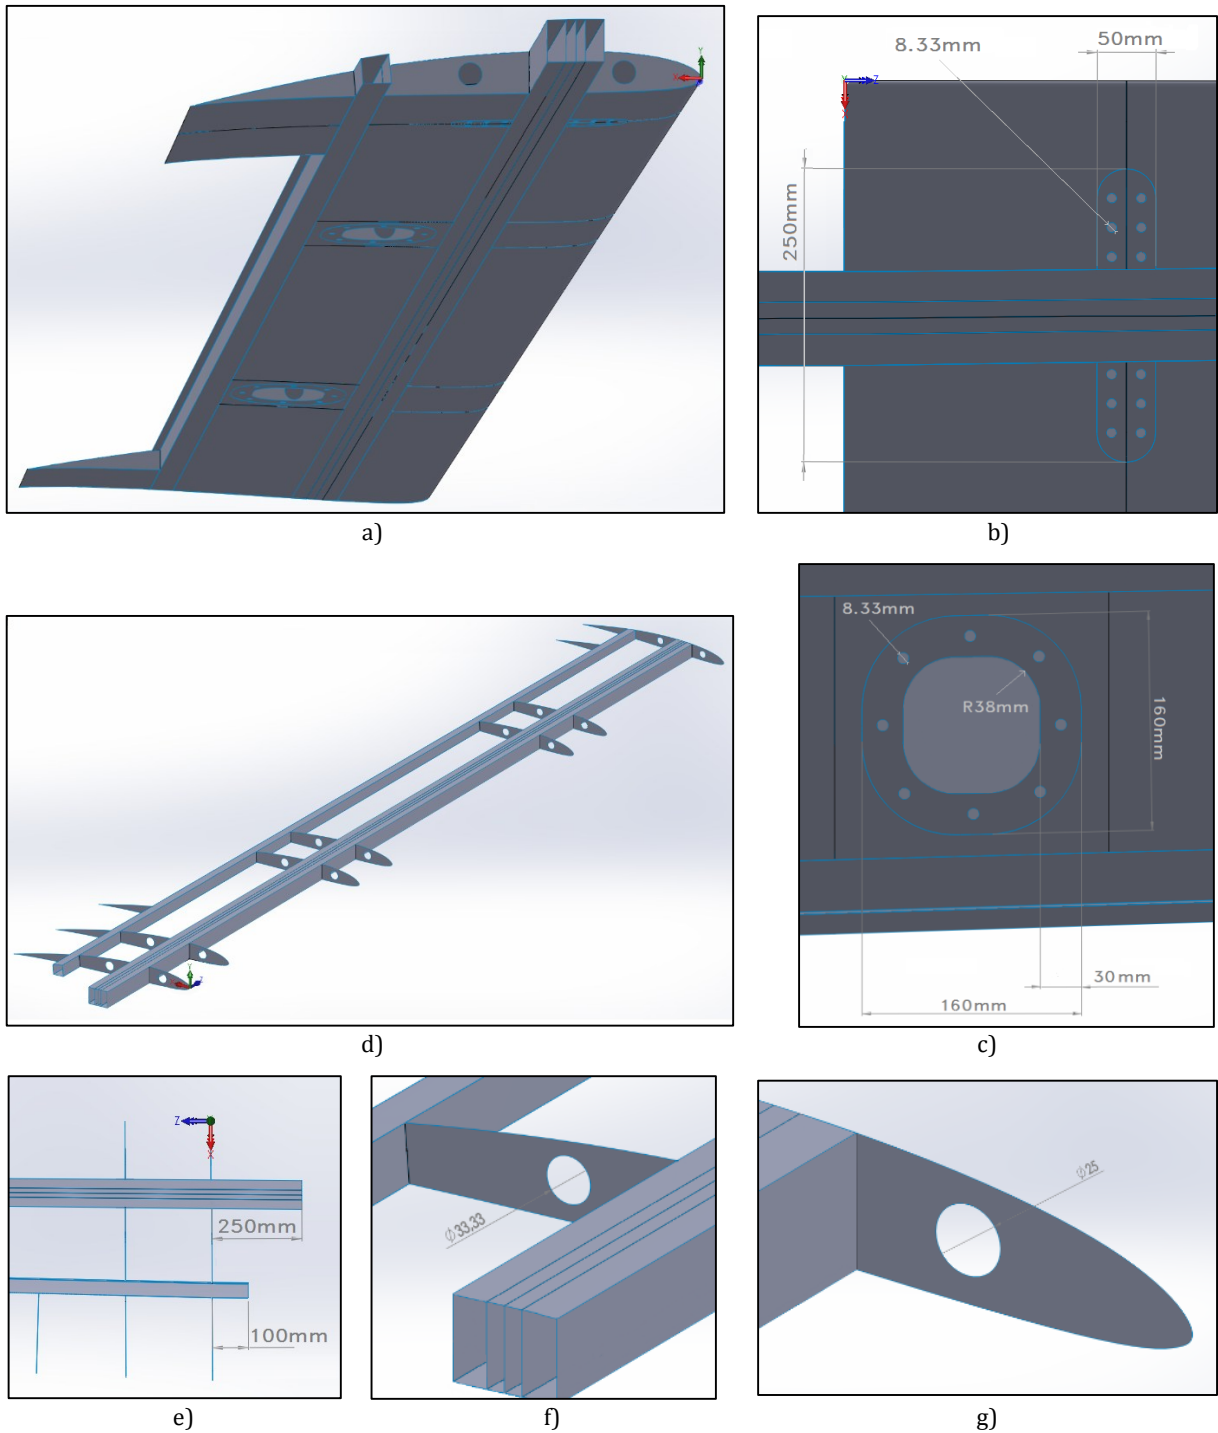 Y
X
a)
8.33mm
50mm
Y
Z
X
250mm
b)
Y
X
Z
d)
8.33mm
R38mm
160mm
30mm
160mm
c)
Z
X
250mm
100mm
e)
Ø33,33
f)
Ø25
g)